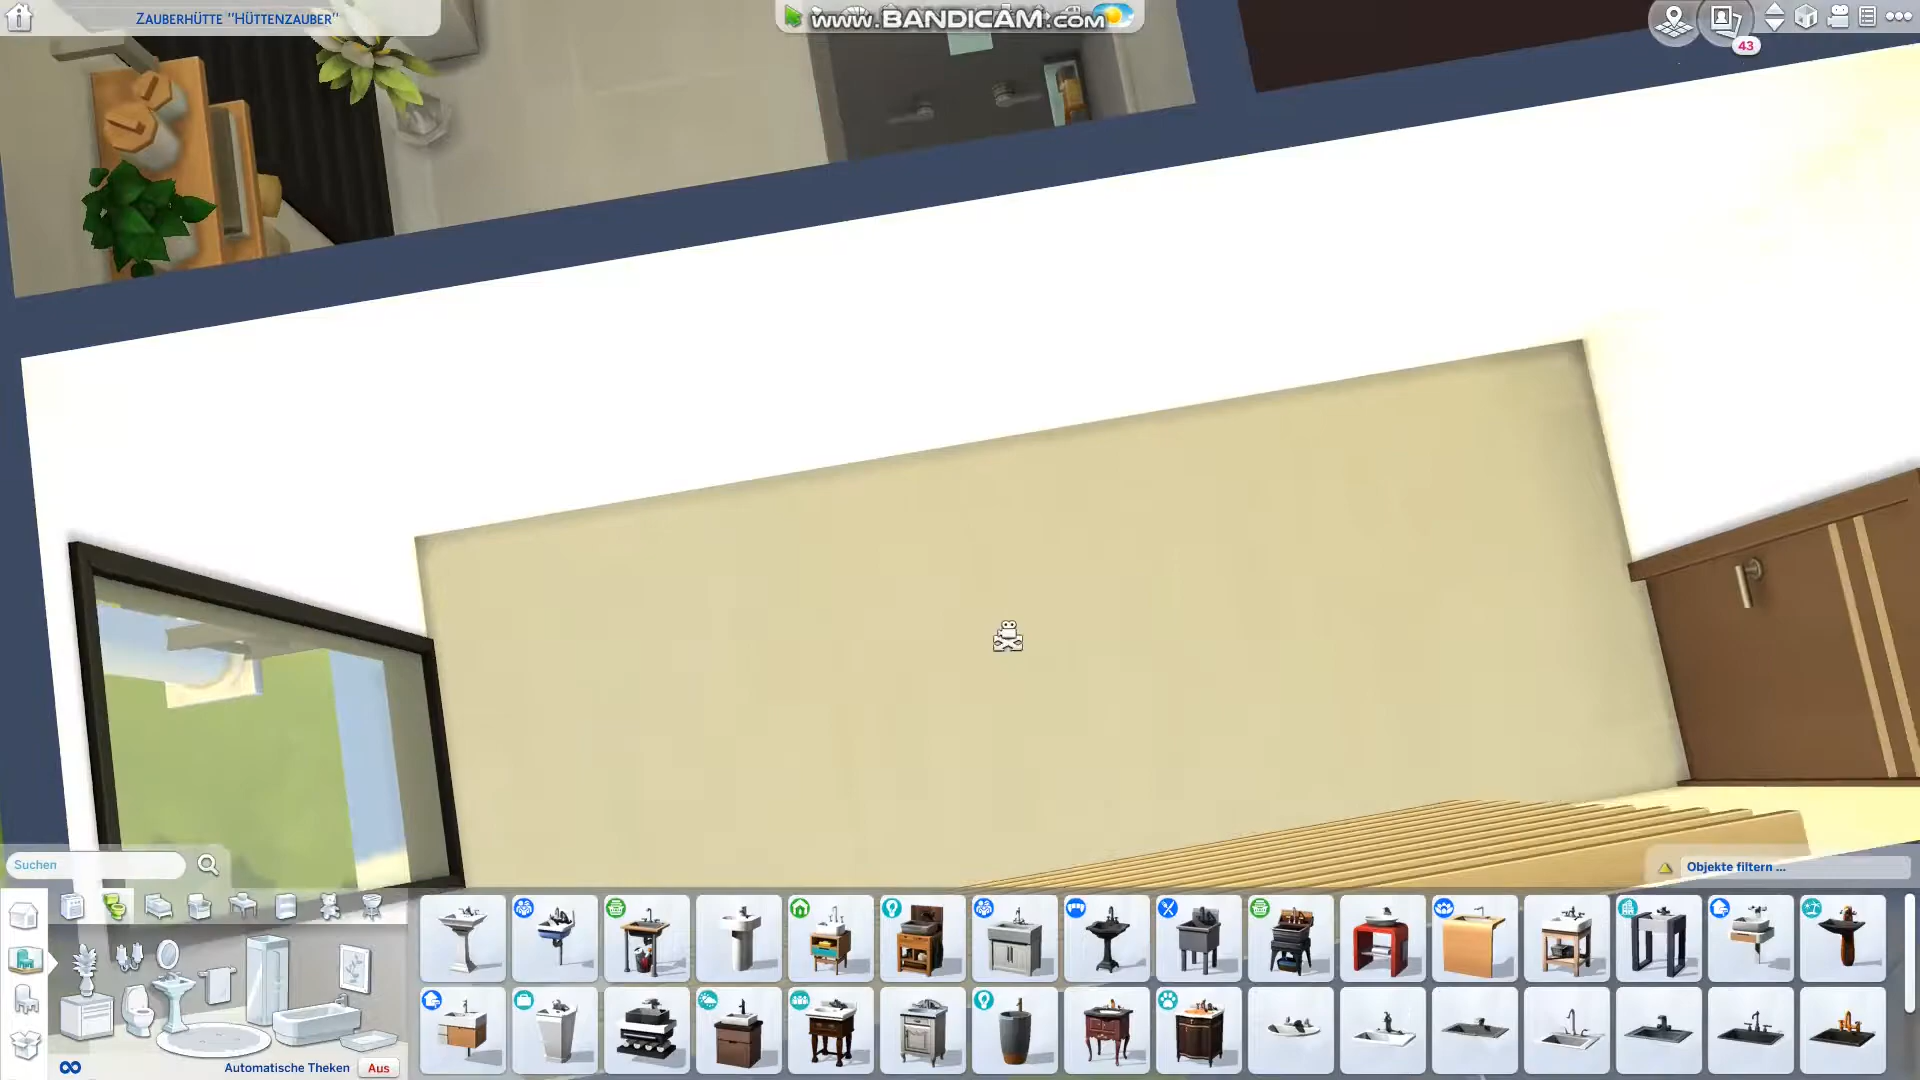 Zauberhütte "Hüttenzauber"
www.BANDICAM.com
43
Suchen
Objekte filtern ...
Automatische Theken
Aus